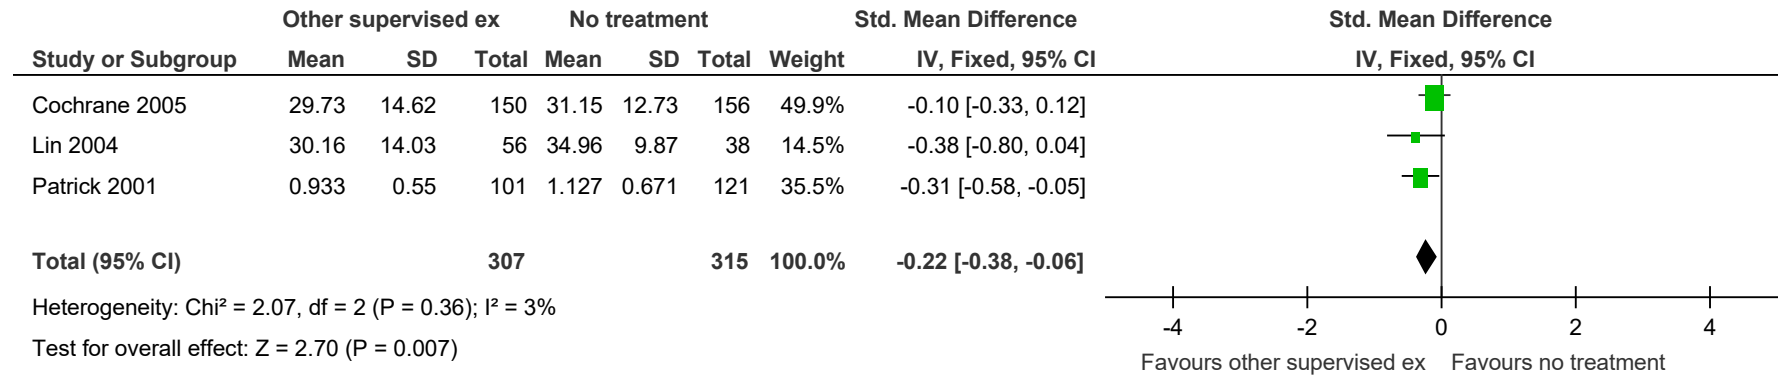 Other supervised ex No treatment Std. Mean Difference Std. Mean Difference
Study or Subgroup Mean SD Total Mean SD Total Weight IV, Fixed, 95% CI IV, Fixed, 95% CI
Cochrane 2005 29.73 14.62 150 31.15 12.73 156 49.9% -0.10 [-0.33, 0.12]
Lin 2004 30.16 14.03 56 34.96 9.87 38 14.5% -0.38 [-0.80, 0.04]
Patrick 2001 0.933 0.55 101 1.127 0.671 121 35.5% -0.31 [-0.58, -0.05]
Total (95% CI) 307 315 100.0% -0.22 [-0.38, -0.06]
Heterogeneity: Chi² = 2.07, df = 2 (P = 0.36); I² = 3%
Test for overall effect: Z = 2.70 (P = 0.007)
-4 -2 0 2 4
Favours other supervised ex Favours no treatment